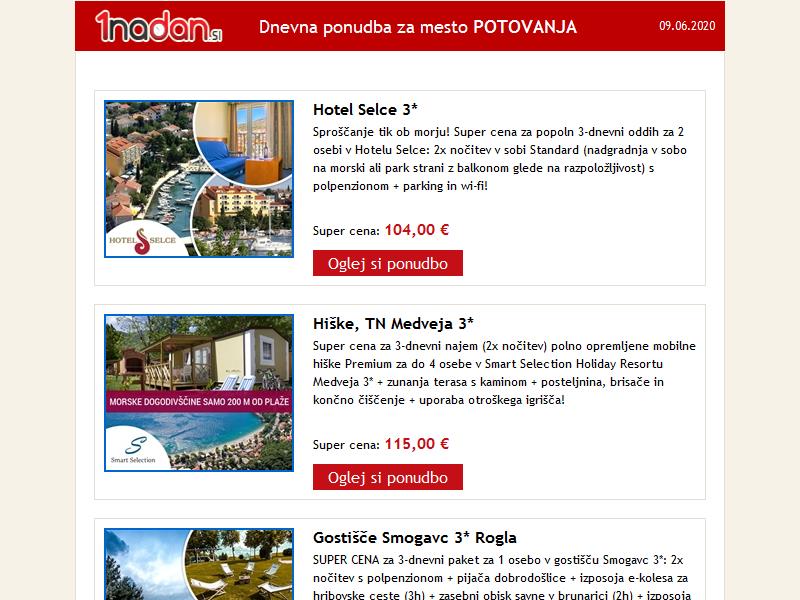 1nadan.si
Dnevna ponudba za mesto POTOVANJA
09.06.2020
Hotel Selce 3*
Sproščanje tik ob morju! Super cena za popoln 3-dnevni oddih za 2
osebi v Hotelu Selce: 2x nočitev v sobi Standard (nadgradnja v sobo
na morski ali park strani z balkonom glede na razpoložljivost) s
polpenzionom + parking in wi-fi!
HOTEL SELCE
Super cena: 104,00 €
Oglej si ponudbo
Hiške, TN Medveja 3*
Super cena za 3-dnevni najem (2x nočitev) polno opremljene mobilne
hiške Premium za do 4 osebe v Smart Selection Holiday Resortu
Medveja 3* + zunanja terasa s kaminom + posteljnina, brisače in
končno čiščenje + uporaba otroškega igrišča!
MORSKE DOGODIVŠČINE SAMO 200 M OD PLAŽE
Smart Selection
Super cena: 115,00 €
Oglej si ponudbo
Gostišče Smogavc 3* Rogla
SUPER CENA za 3-dnevni paket za 1 osebo v gostišču Smogavc 3*: 2x
nočitev s polpenzionom + pijača dobrodošlice + izposoja e-kolesa za
hribovske ceste (3h) + zasebni obisk savne v brunarici (2h) + izposoja